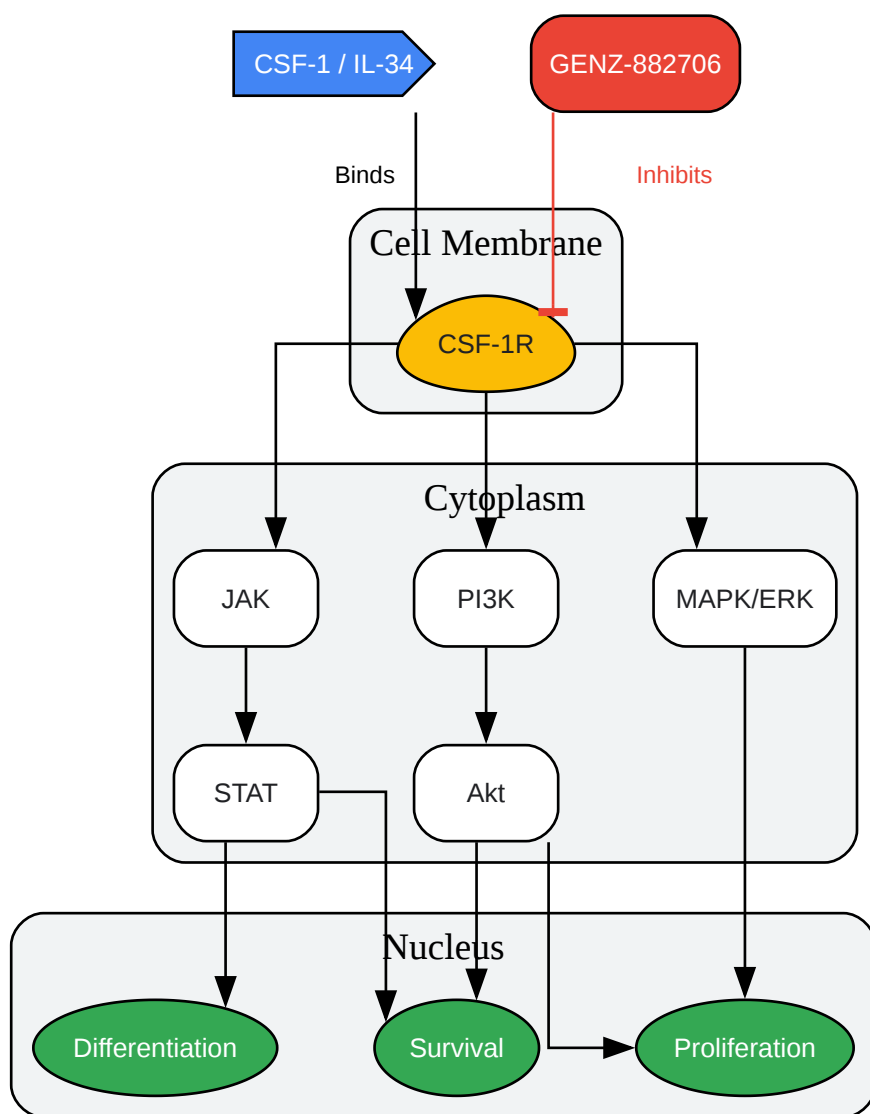 CSF-1 / IL-34
GENZ-882706
Binds
Inhibits
Cell Membrane
CSF-1R
Cytoplasm
JAK
PI3K
MAPK/ERK
STAT
Akt
Nucleus
Differentiation
Survival
Proliferation